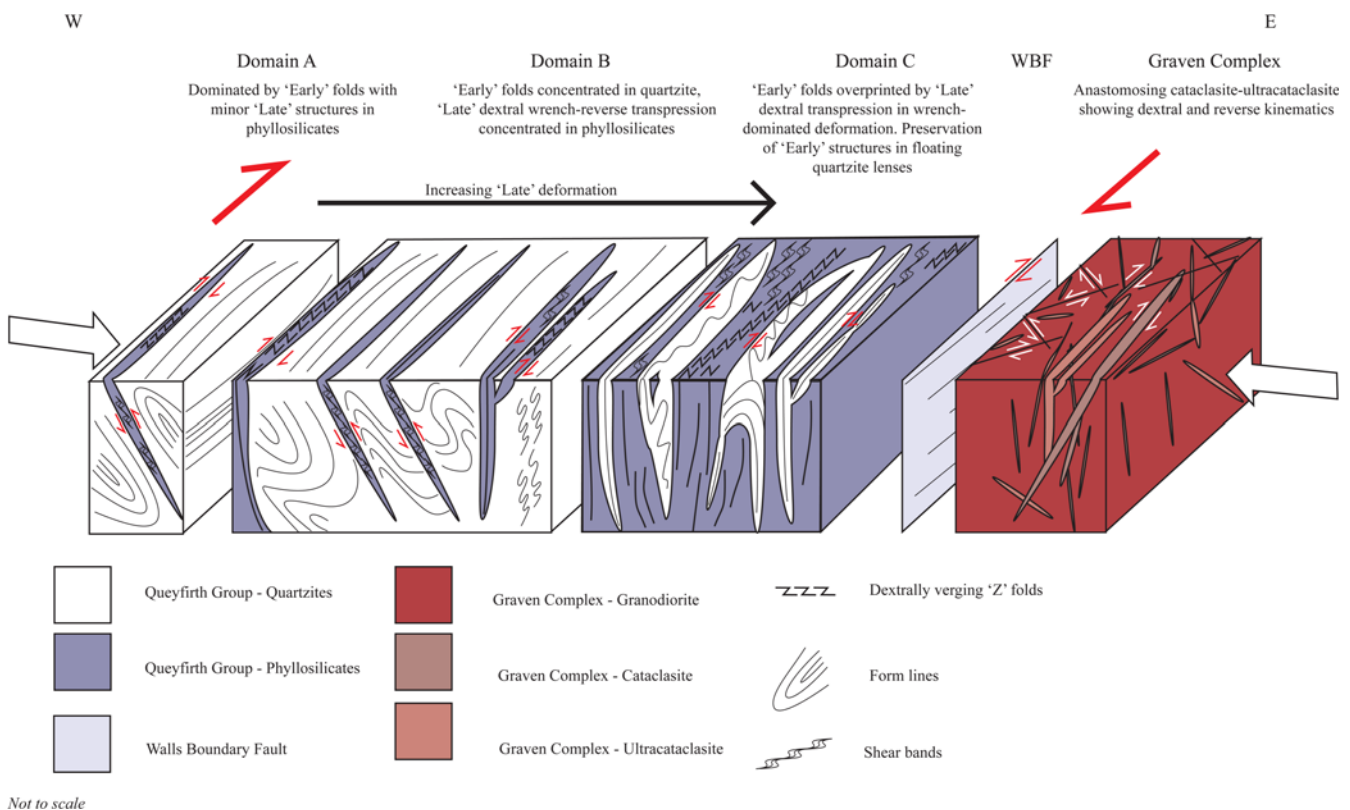 W
E
Domain A
Dominated by ‘Early’ folds with
minor ‘Late’ structures in
phyllosilicates
Domain B
‘Early’ folds concentrated in quartzite,
‘Late’ dextral wrench-reverse transpression
concentrated in phyllosilicates
Domain C
‘Early’ folds overprinted by ‘Late’
dextral transpression in wrench-
dominated deformation. Preservation
of ‘Early’ structures in floating
quartzite lenses
WBF
Graven Complex
Anastomosing cataclasite-ultracataclasite
showing dextral and reverse kinematics
Increasing ‘Late’ deformation
Queyfirth Group - Quartzites
Queyfirth Group - Phyllosilicates
Walls Boundary Fault
Graven Complex - Granodiorite
Graven Complex - Cataclasite
Graven Complex - Ultracataclasite
Dextrally verging ‘Z’ folds
Form lines
Shear bands
Not to scale